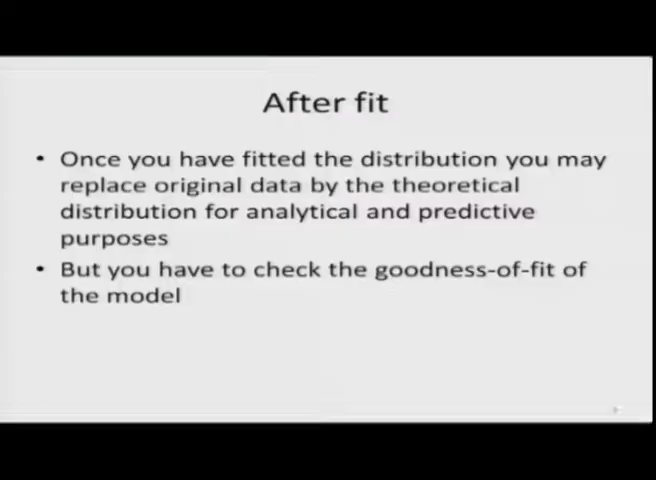 After fit
• Once you have fitted the distribution you may
replace original data by the theoretical
distribution for analytical and predictive
purposes
• But you have to check the goodness-of-fit of
the model